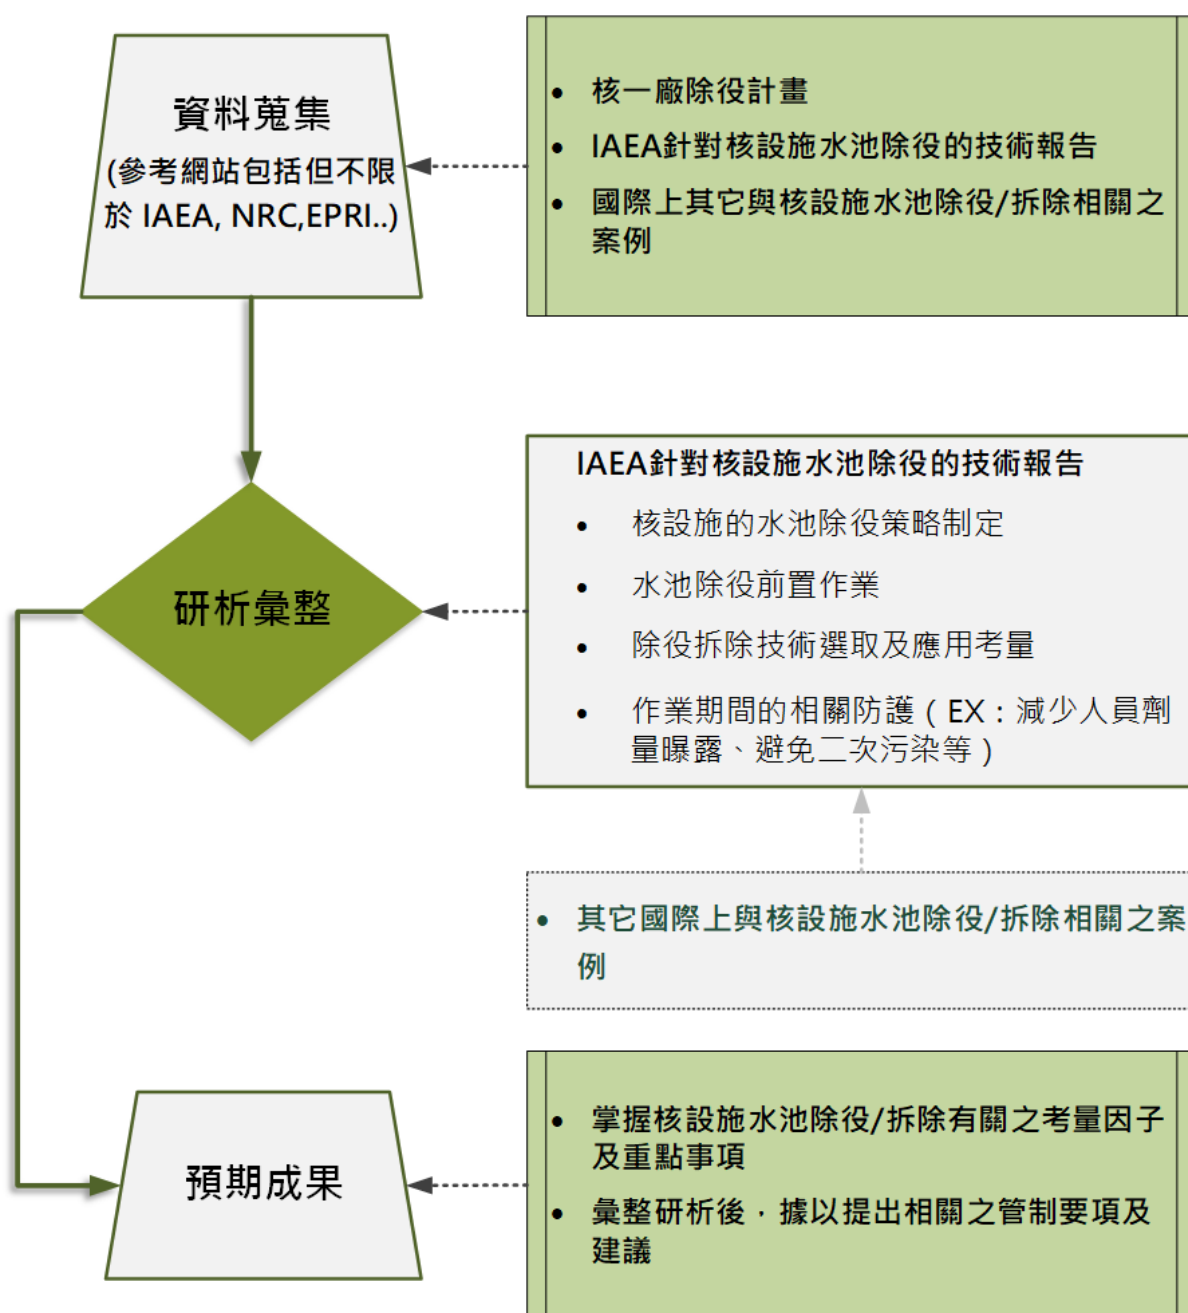 資料蒐集
(參考網站包括但不限
於 IAEA, NRC,EPRI..)
• 核一廠除役計畫
• IAEA針對核設施水池除役的技術報告
• 國際上其它與核設施水池除役/拆除相關之
案例
研析彙整
IAEA針對核設施水池除役的技術報告
• 核設施的水池除役策略制定
• 水池除役前置作業
• 除役拆除技術選取及應用考量
• 作業期間的相關防護（EX：減少人員劑
量曝露、避免二次污染等）
• 其它國際上與核設施水池除役/拆除相關之案
例
預期成果
• 掌握核設施水池除役/拆除有關之考量因子
及重點事項
• 彙整研析後，據以提出相關之管制要項及
建議